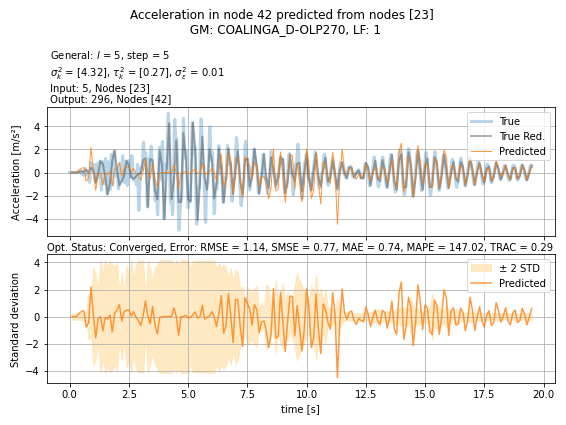 Acceleration in node 42 predicted from nodes [23]
GM: COALINGA_D-OLP270, LF: 1
General: l = 5, step = 5
σ²ₖ = [4.32], τ²ₖ = [0.27], σ²ε = 0.01
Input: 5, Nodes [23]
Output: 296, Nodes [42]
Acceleration [m/s²]
4
2
0
−2
−4
True
True Red.
Predicted
Opt. Status: Converged, Error: RMSE = 1.14, SMSE = 0.77, MAE = 0.74, MAPE = 147.02, TRAC = 0.29
Standard deviation
4
2
0
−2
−4
± 2 STD
Predicted
0.0 2.5 5.0 7.5 10.0 12.5 15.0 17.5 20.0
time [s]